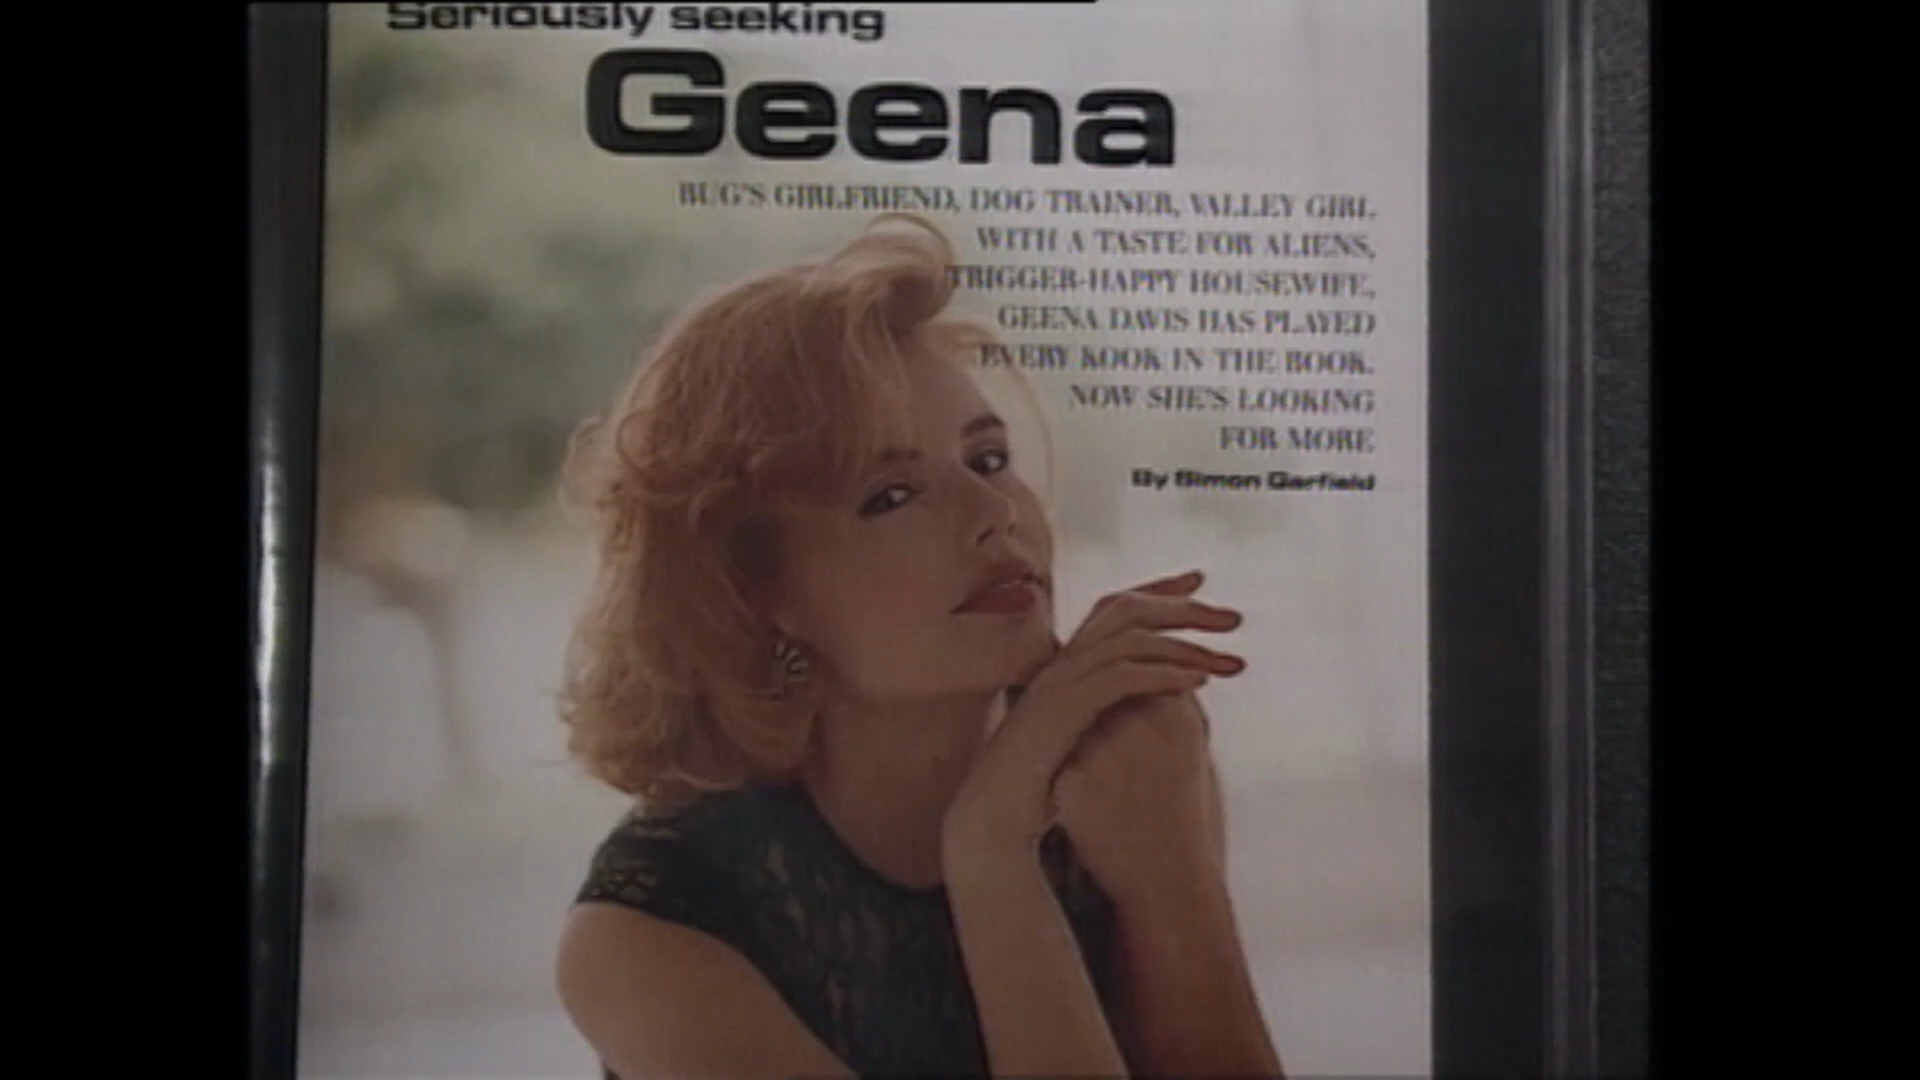 Seriously seeking
Geena
BUG'S GIRLFRIEND, DOG TRAINER, VALLEY GIRL
WITH A TASTE FOR ALIENS,
TRIGGER-HAPPY HOUSEWIFE,
GEENA DAVIS HAS PLAYED
EVERY KOOK IN THE BOOK.
NOW SHE'S LOOKING
FOR MORE
By Simon Garfield